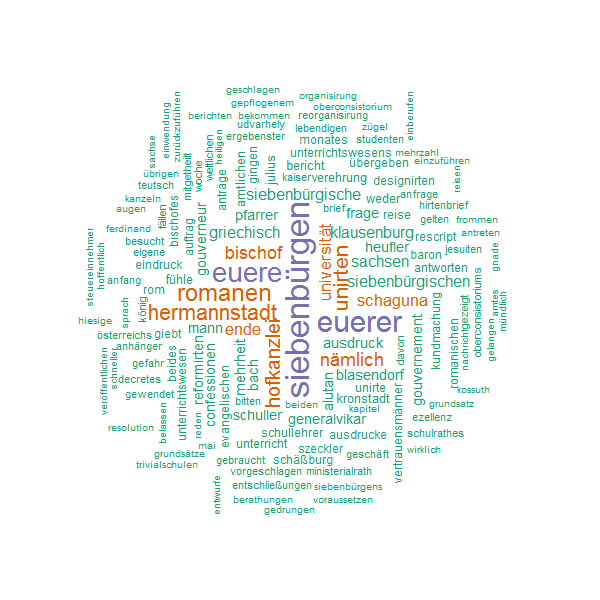 geschlagen
organisirung
gepflogenem
oberconsistorium
einwendung
zurückzuführen
berichten
bekommen
reorganisirung
einberufen
udvarhely
lebendigen
zügel
sachse
ergebenster
monates
studenten
heiligen
weltlichen
gingen
unterrichtswesens
mehrzahl
mitgetheilt
woche
amtlichen
julius
bericht
übergeben
einzuführen
übrigen
anträge
kaiserverehrung
designirten
reisen
teutsch
siebenbürgische
weder
anfrage
kanzeln
fällen
bischofes
gouverneur
pfarrer
brief
frage
reise
hirtenbrief
augen
auftrag
griechisch
universität
klausenburg
gelten
frommen
ferdinand
rescript
antreten
steuereinnehmer
hoffentlich
besucht
bischof
unirten
heufler
baron
jesuiten
gnade
eigene
sachsen
eindruck
euere
siebenbürgen
antworten
rom
anfang
fühle
romanen
siebenbürgischen
kundmachung
oberconsistoriums
hiesige
sprach
könig
hermannstadt
schaguna
gezeigt
nachricht
gelangen
amtes
mündlich
österreichs
giebt
mann
ende
hofkanzler
euerer
gouvernement
romanischen
anhänger
beides
ausdruck
davon
veröffentlichen
schneller
gefahr
reformirten
mehrheit
bach
nämlich
blasendorf
decretes
unterrichtswesen
confessionen
evangelischen
alutan
unirte
kossuth
gewendet
bitten
beiden
kronstadt
vertrauensmänner
grundsatz
belassen
reden
schuller
kapitel
resolution
generalvikar
exzellenz
mai
schullehrer
ausdrucke
schulrathes
grundsätze
unterricht
szeckler
geschäft
wirklich
trivialschulen
gebraucht
schäßburg
entwurfe
vorgeschlagen
ministerialrath
entschließungen
siebenbürgens
berathungen
voraussetzen
gedrungen